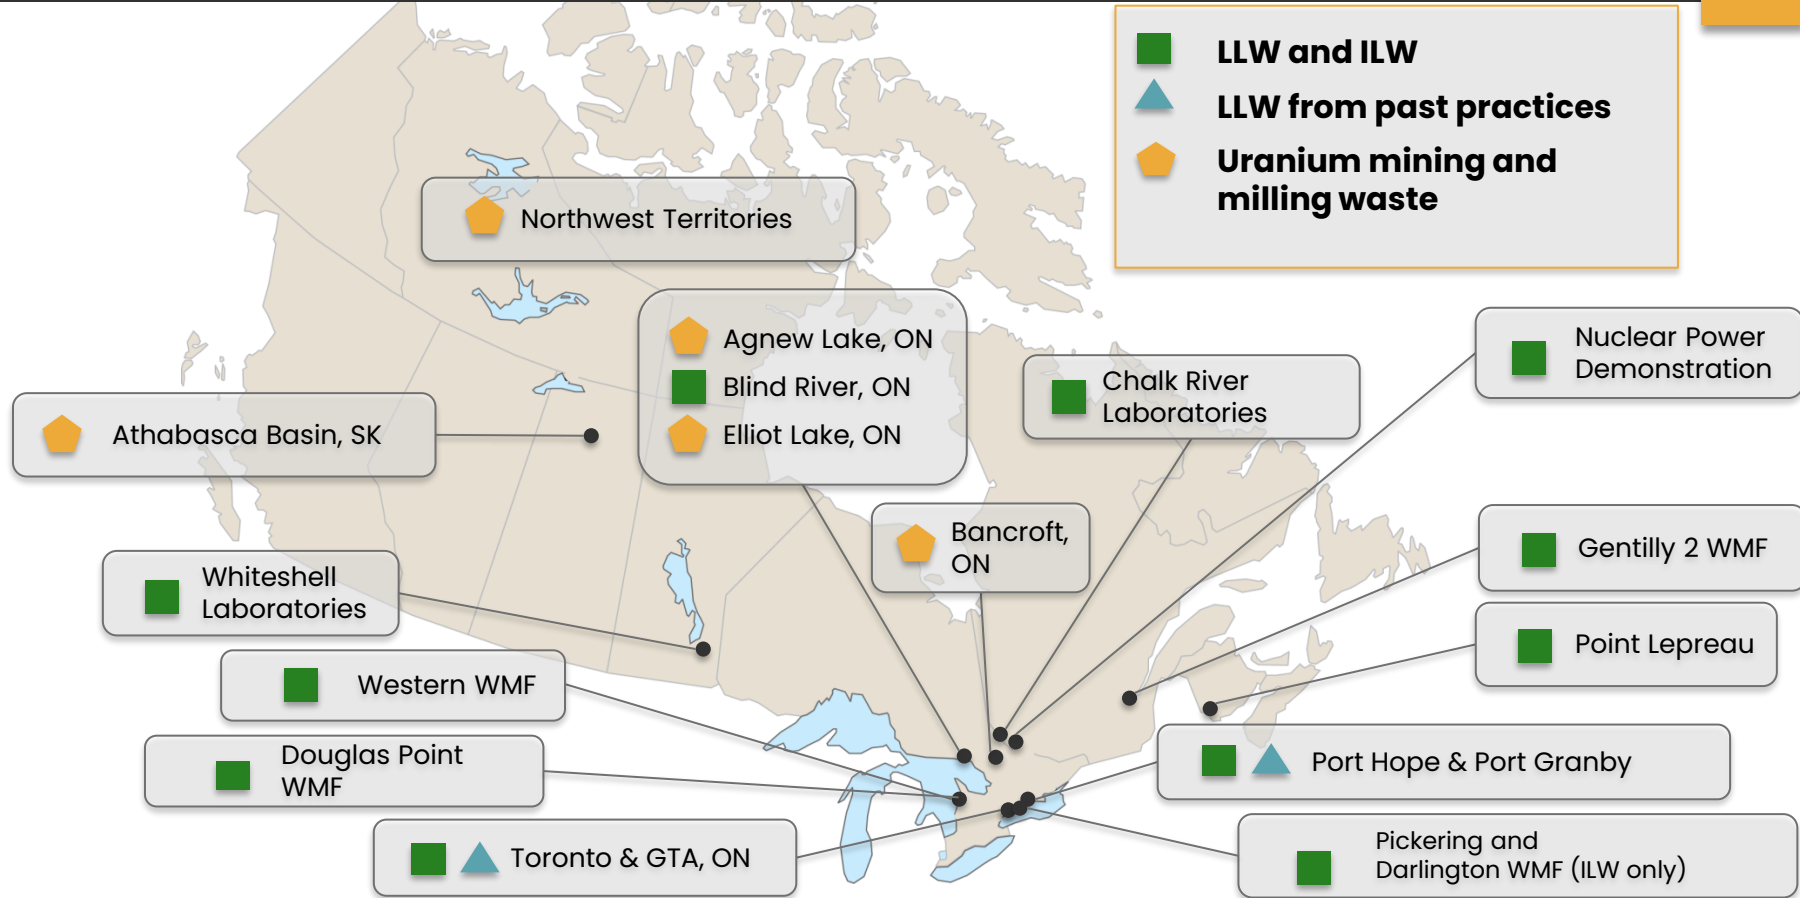 LLW and ILW
LLW from past practices
Uranium mining and
milling waste
Northwest Territories
Agnew Lake, ON
Blind River, ON
Elliot Lake, ON
Chalk River
Laboratories
Nuclear Power
Demonstration
Athabasca Basin, SK
Bancroft,
ON
Gentilly 2 WMF
Whiteshell
Laboratories
Point Lepreau
Western WMF
Douglas Point
WMF
Port Hope & Port Granby
Toronto & GTA, ON
Pickering and
Darlington WMF (ILW only)